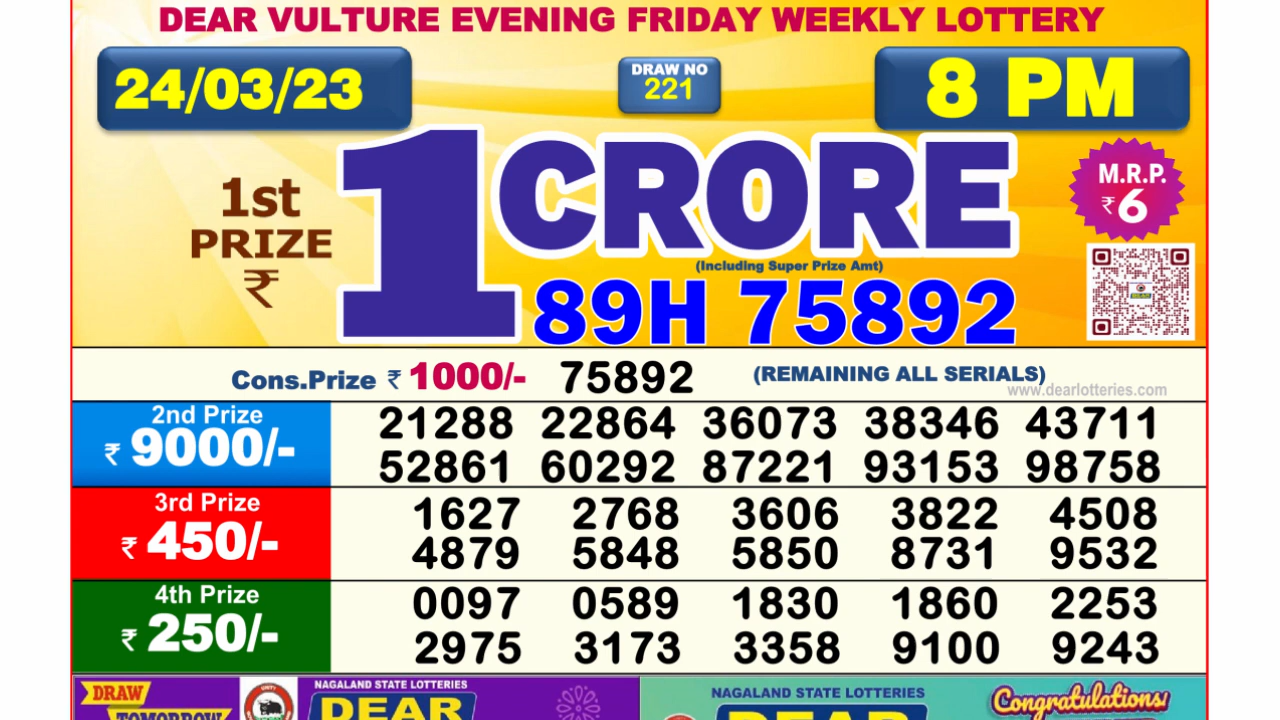 DEAR VULTURE EVENING FRIDAY WEEKLY LOTTERY
24/03/23
DRAW NO
221
8 PM
1st
PRIZE
₹
1 CRORE
(Including Super Prize Amt)
89H 75892
M.R.P.
₹6
Cons.Prize ₹ 1000/- 75892 (REMAINING ALL SERIALS)
www.dearlotteries.com
2nd Prize
₹ 9000/-
21288 22864 36073 38346 43711
52861 60292 87221 93153 98758
3rd Prize
₹ 450/-
1627 2768 3606 3822 4508
4879 5848 5850 8731 9532
4th Prize
₹ 250/-
0097 0589 1830 1860 2253
2975 3173 3358 9100 9243
DRAW
TOMORROW
NAGALAND STATE LOTTERIES
DEAR
NAGALAND STATE LOTTERIES
DEAR
Congratulations!